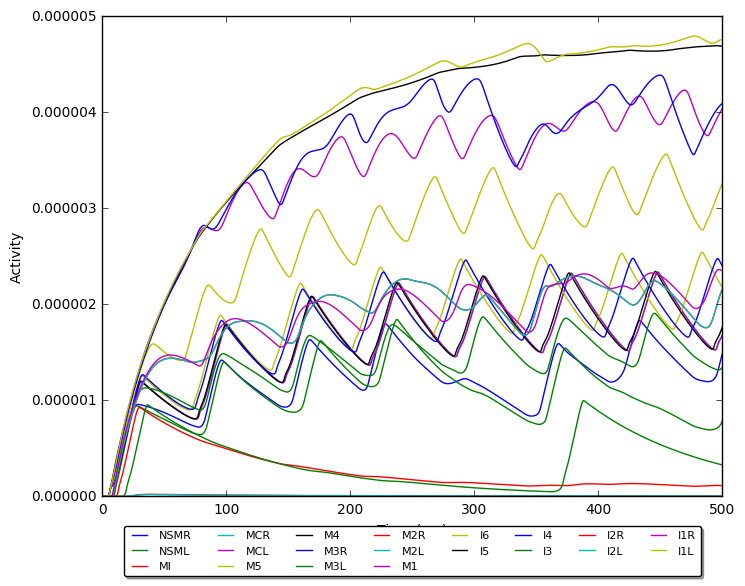 0.000005
0.000004
0.000003
0.000002
0.000001
0.000000
Activity
0 100 200 300 400 500
NSMR MCR M4 M2R I6 I4 I2R I1R
NSML MCL M3R M2L I5 I3 I2L I1L
MI M5 M3L M1